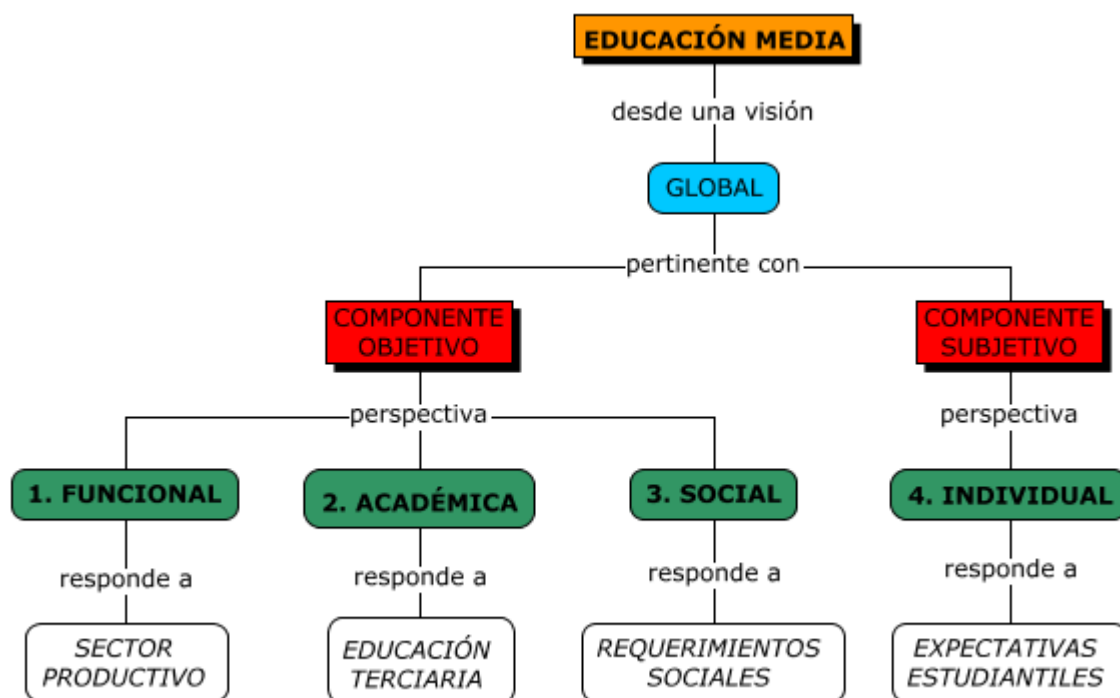 EDUCACIÓN MEDIA
desde una visión
GLOBAL
pertinente con
COMPONENTE
OBJETIVO
COMPONENTE
SUBJETIVO
perspectiva
perspectiva
1. FUNCIONAL
2. ACADÉMICA
3. SOCIAL
4. INDIVIDUAL
responde a
responde a
responde a
responde a
SECTOR
PRODUCTIVO
EDUCACIÓN
TERCIARIA
REQUERIMIENTOS
SOCIALES
EXPECTATIVAS
ESTUDIANTILES